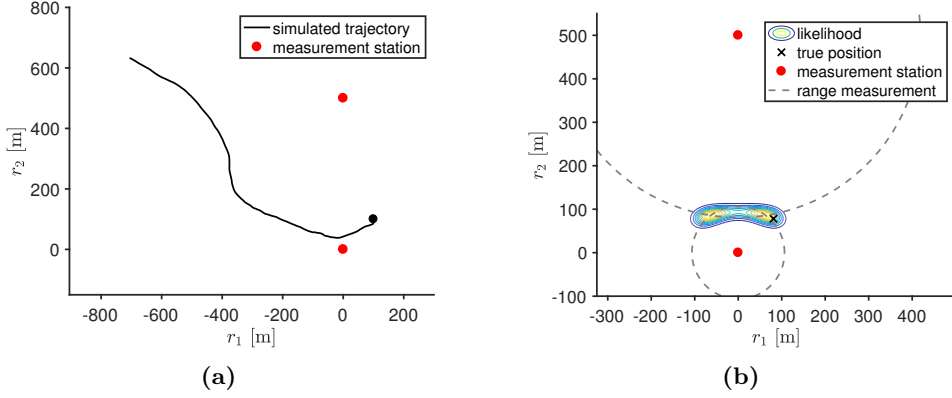 800
600
400
200
0
r₂ [m]
simulated trajectory
measurement station
-800 -600 -400 -200 0 200
r₁ [m]
(a)
500
400
300
200
100
0
-100
r₂ [m]
likelihood
true position
measurement station
range measurement
-300 -200 -100 0 100 200 300 400
r₁ [m]
(b)